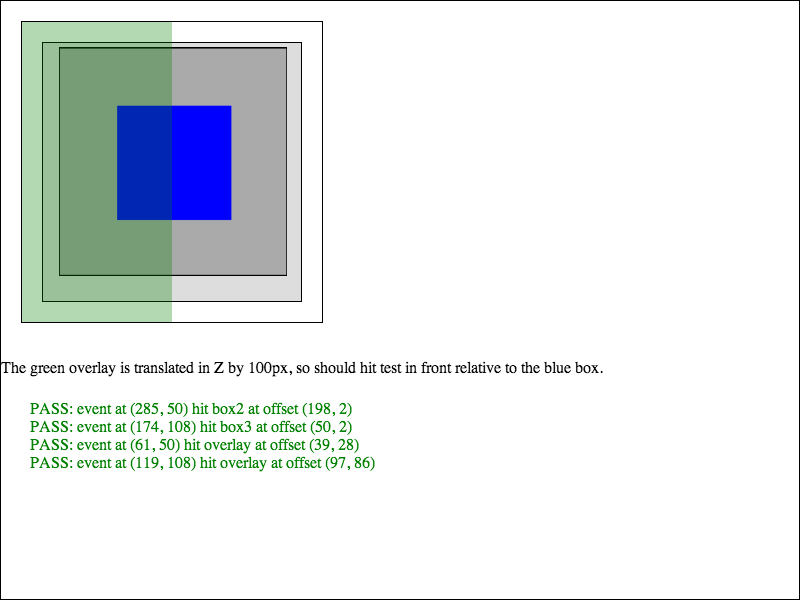 The green overlay is translated in Z by 100px, so should hit test in front relative to the blue box.
PASS: event at (285, 50) hit box2 at offset (198, 2)
PASS: event at (174, 108) hit box3 at offset (50, 2)
PASS: event at (61, 50) hit overlay at offset (39, 28)
PASS: event at (119, 108) hit overlay at offset (97, 86)